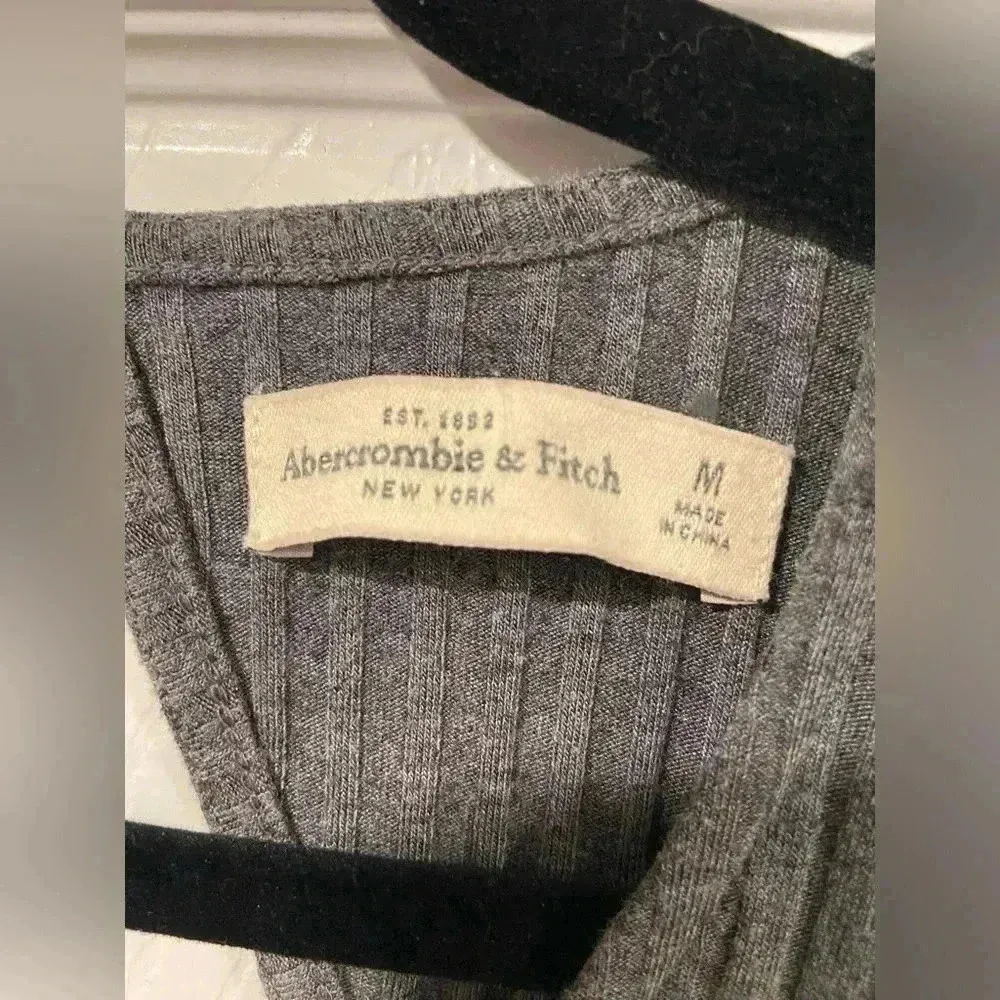 EST. 1892
Abercrombie & Fitch
NEW YORK
M
MADE
IN CHINA